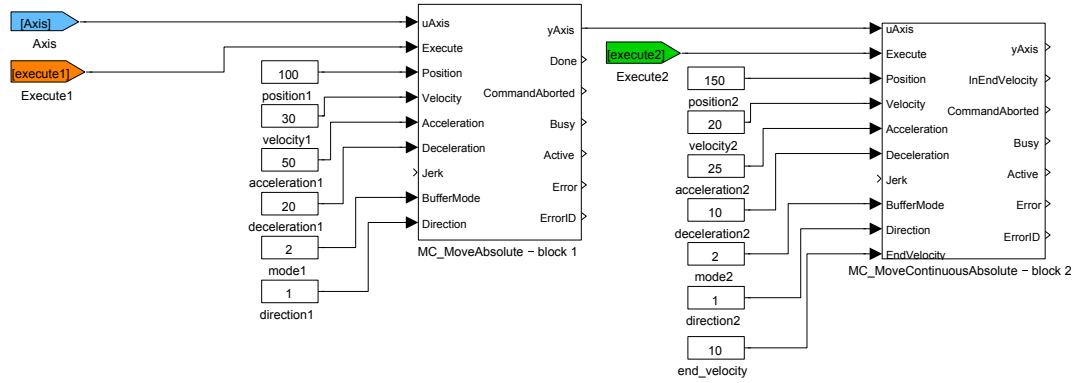 [Axis]
Axis
[execute1]
Execute1
100
position1
30
velocity1
50
acceleration1
20
deceleration1
2
mode1
1
direction1
uAxis
Execute
Position
Velocity
Acceleration
Deceleration
Jerk
BufferMode
Direction
yAxis
Done
CommandAborted
Busy
Active
Error
ErrorID
MC_MoveAbsolute − block 1
[execute2]
Execute2
150
position2
20
velocity2
25
acceleration2
10
deceleration2
2
mode2
1
direction2
10
end_velocity
uAxis
Execute
Position
Velocity
Acceleration
Deceleration
Jerk
BufferMode
Direction
EndVelocity
yAxis
InEndVelocity
CommandAborted
Busy
Active
Error
ErrorID
MC_MoveContinuousAbsolute − block 2